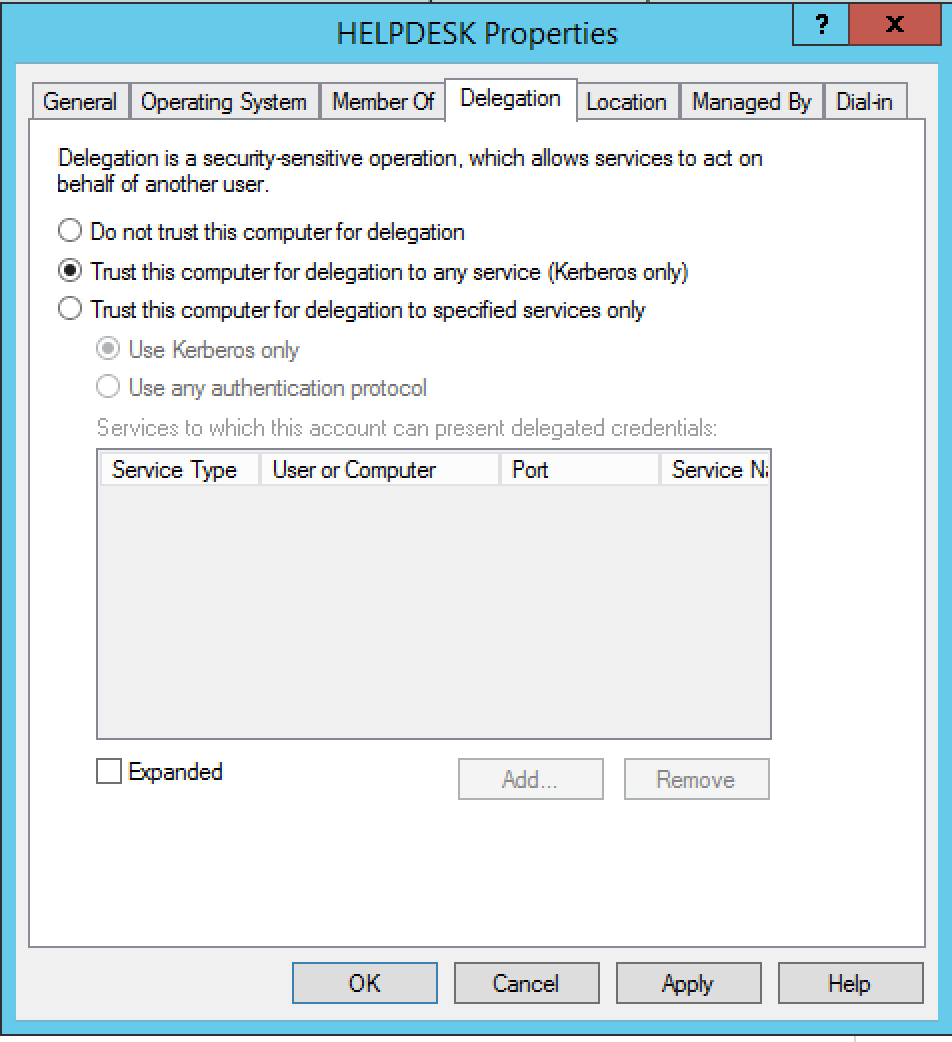 HELPDESK Properties
?
x
General
Operating System
Member Of
Delegation
Location
Managed By
Dial-in
Delegation is a security-sensitive operation, which allows services to act on
behalf of another user.
Do not trust this computer for delegation
Trust this computer for delegation to any service (Kerberos only)
Trust this computer for delegation to specified services only
Use Kerberos only
Use any authentication protocol
Services to which this account can present delegated credentials:
Service Type
User or Computer
Port
Service
Expanded
Add...
Remove
OK
Cancel
Apply
Help